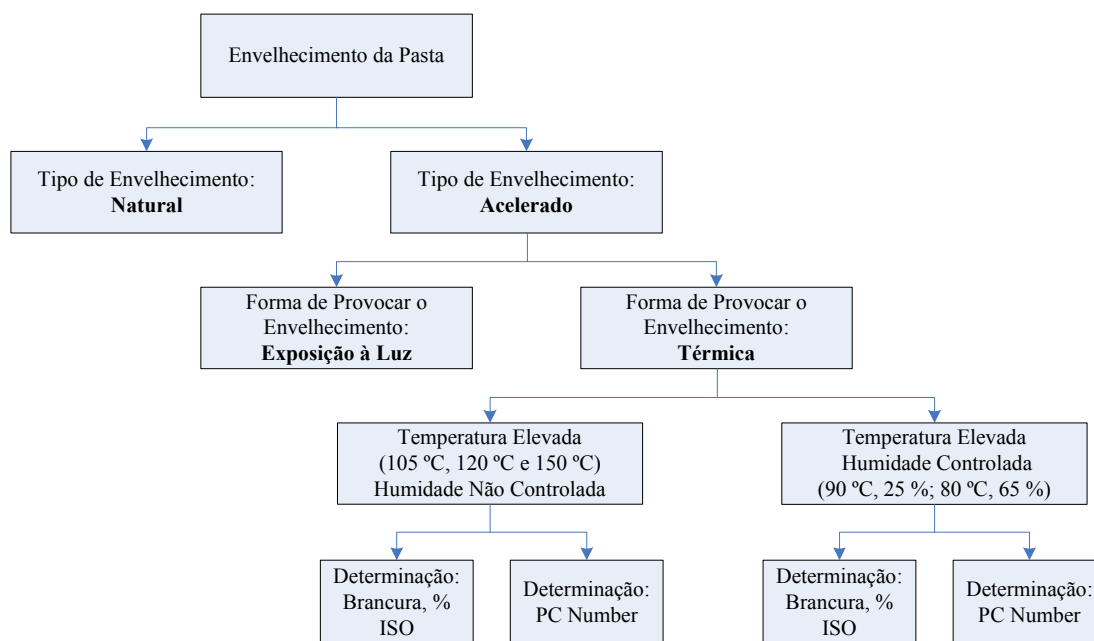 Envelhecimento da Pasta
Tipo de Envelhecimento:
Natural
Tipo de Envelhecimento:
Acelerado
Forma de Provocar o
Envelhecimento:
Exposição à Luz
Forma de Provocar o
Envelhecimento:
Térmica
Temperatura Elevada
(105 ºC, 120 ºC e 150 ºC)
Humidade Não Controlada
Temperatura Elevada
Humidade Controlada
(90 ºC, 25 %; 80 ºC, 65 %)
Determinação:
Brancura, %
ISO
Determinação:
PC Number
Determinação:
Brancura, %
ISO
Determinação:
PC Number